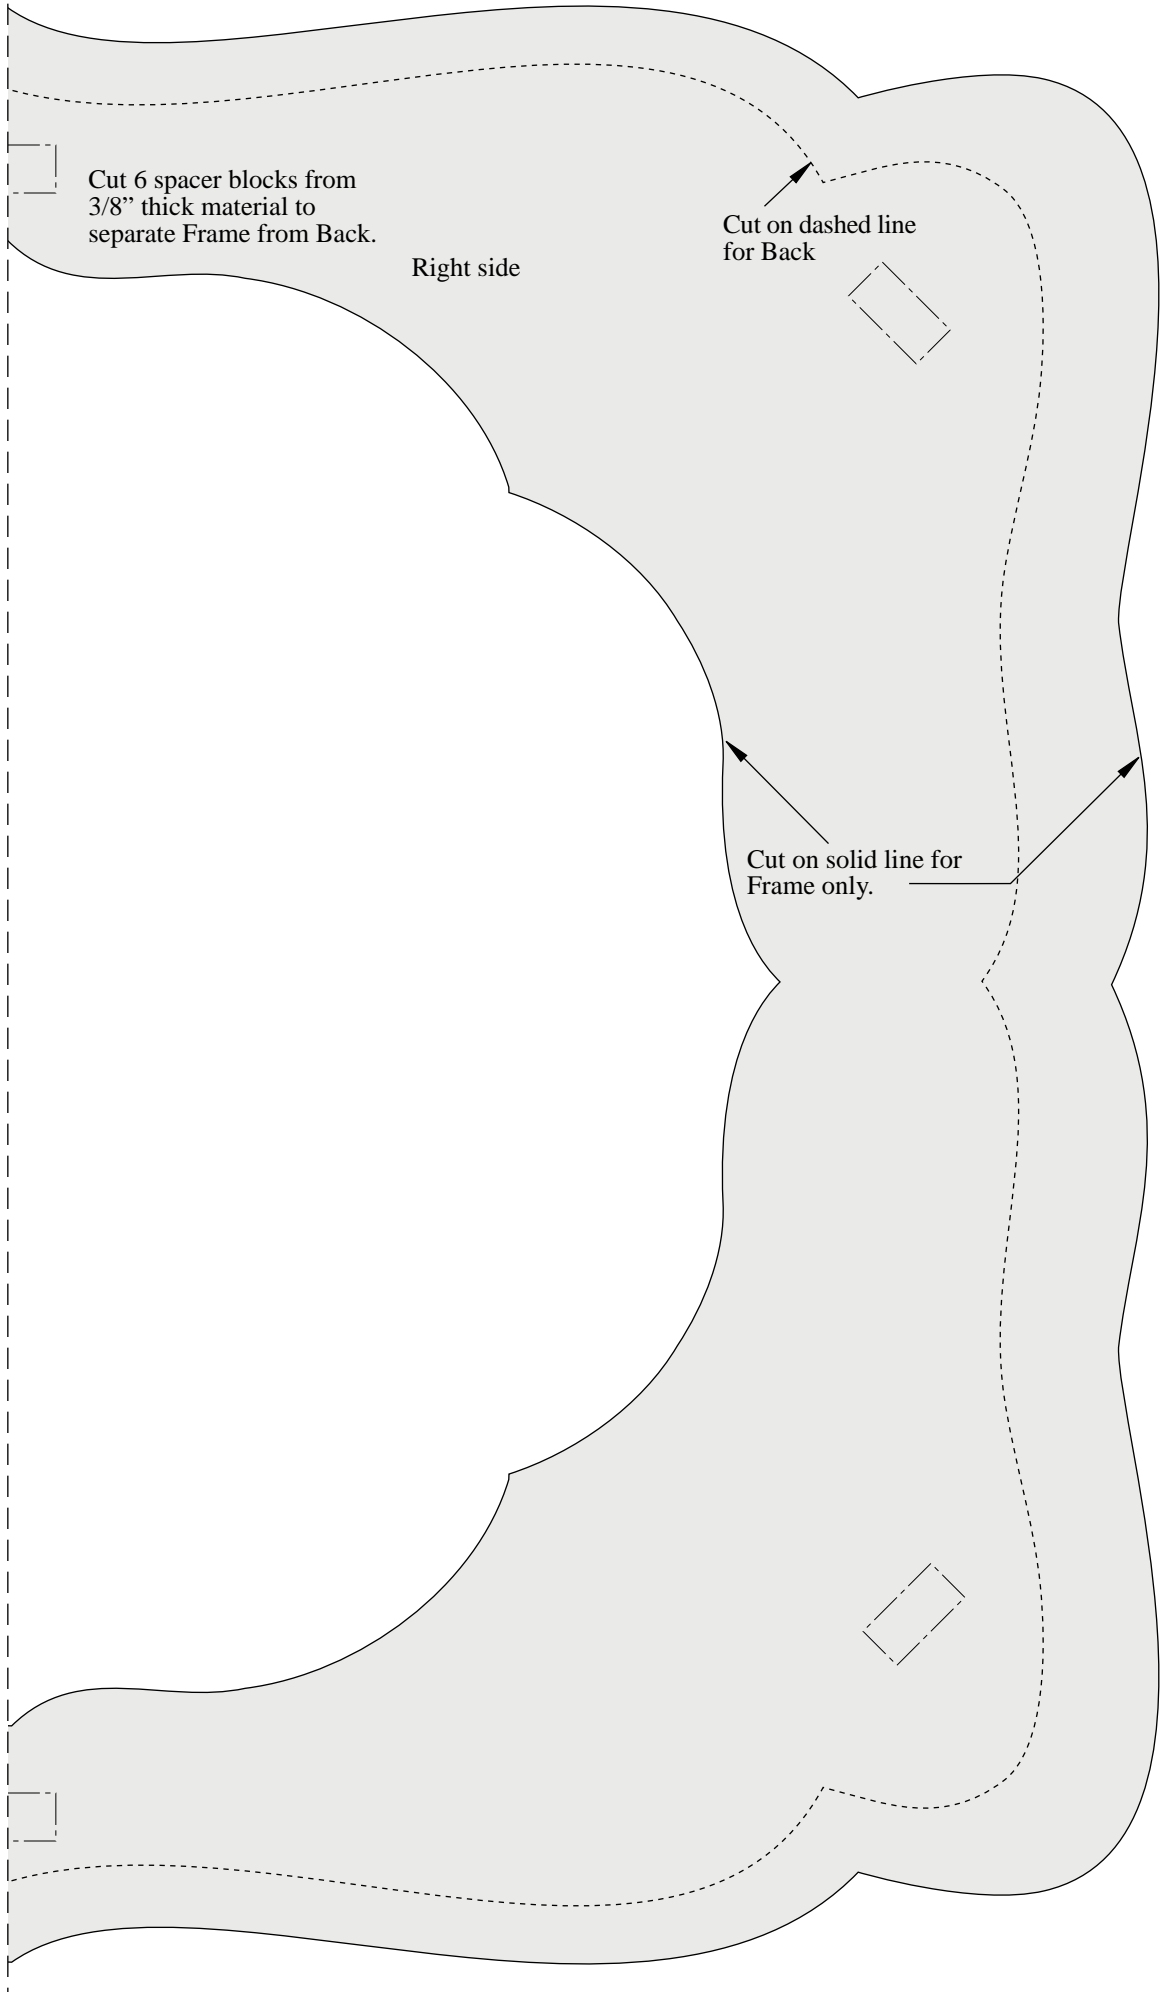 Cut 6 spacer blocks from
3/8” thick material to
separate Frame from Back.
Right side
Cut on dashed line
for Back
Cut on solid line for
Frame only.